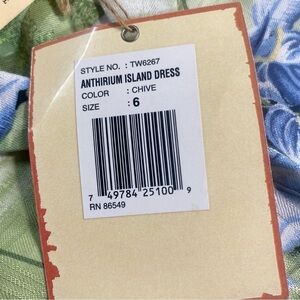 STYLE NO. : TW6267
ANTHIRIUM ISLAND DRESS
COLOR : CHIVE
SIZE : 6
7 49784 25100 9
RN 86549